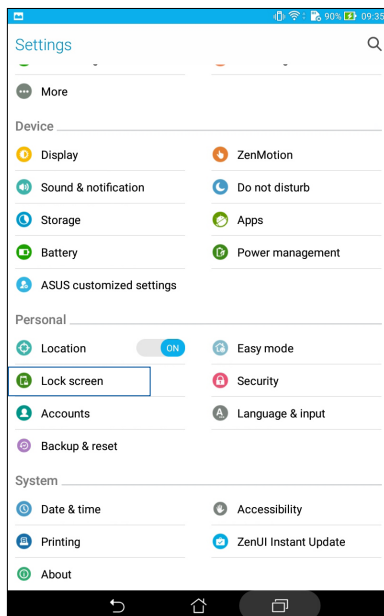 90% 09:35
Settings
More
Device
Display
ZenMotion
Sound & notification
Do not disturb
Storage
Apps
Battery
Power management
ASUS customized settings
Personal
Location ON
Easy mode
Lock screen
Security
Accounts
Language & input
Backup & reset
System
Date & time
Accessibility
Printing
ZenUI Instant Update
About